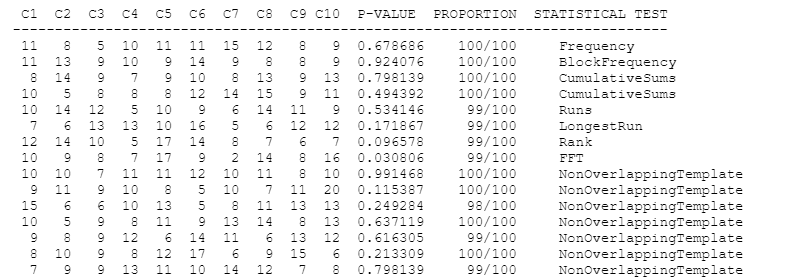 C1 C2 C3 C4 C5 C6 C7 C8 C9 C10 P-VALUE PROPORTION STATISTICAL TEST
------------------------------------------------------------------------------
11 8 5 10 11 11 15 12 8 9 0.678686 100/100 Frequency
11 13 9 10 9 14 9 8 8 9 0.924076 100/100 BlockFrequency
8 14 9 7 9 10 8 13 9 13 0.798139 100/100 CumulativeSums
10 5 8 8 8 12 14 15 9 11 0.494392 100/100 CumulativeSums
10 14 12 5 10 9 6 14 11 9 0.534146 99/100 Runs
7 6 13 13 10 16 5 6 12 12 0.171867 99/100 LongestRun
12 14 10 5 17 14 8 7 6 7 0.096578 99/100 Rank
10 9 8 7 17 9 2 14 8 16 0.030806 99/100 FFT
10 10 7 11 11 12 10 11 8 10 0.991468 100/100 NonOverlappingTemplate
9 11 9 10 8 5 10 7 11 20 0.115387 100/100 NonOverlappingTemplate
15 6 6 10 13 5 8 11 13 13 0.249284 98/100 NonOverlappingTemplate
10 5 9 8 11 9 13 14 8 13 0.637119 100/100 NonOverlappingTemplate
9 8 9 12 6 14 11 6 13 12 0.616305 99/100 NonOverlappingTemplate
8 10 9 8 12 17 6 9 15 6 0.213309 100/100 NonOverlappingTemplate
7 9 9 13 11 10 14 12 7 8 0.798139 99/100 NonOverlappingTemplate